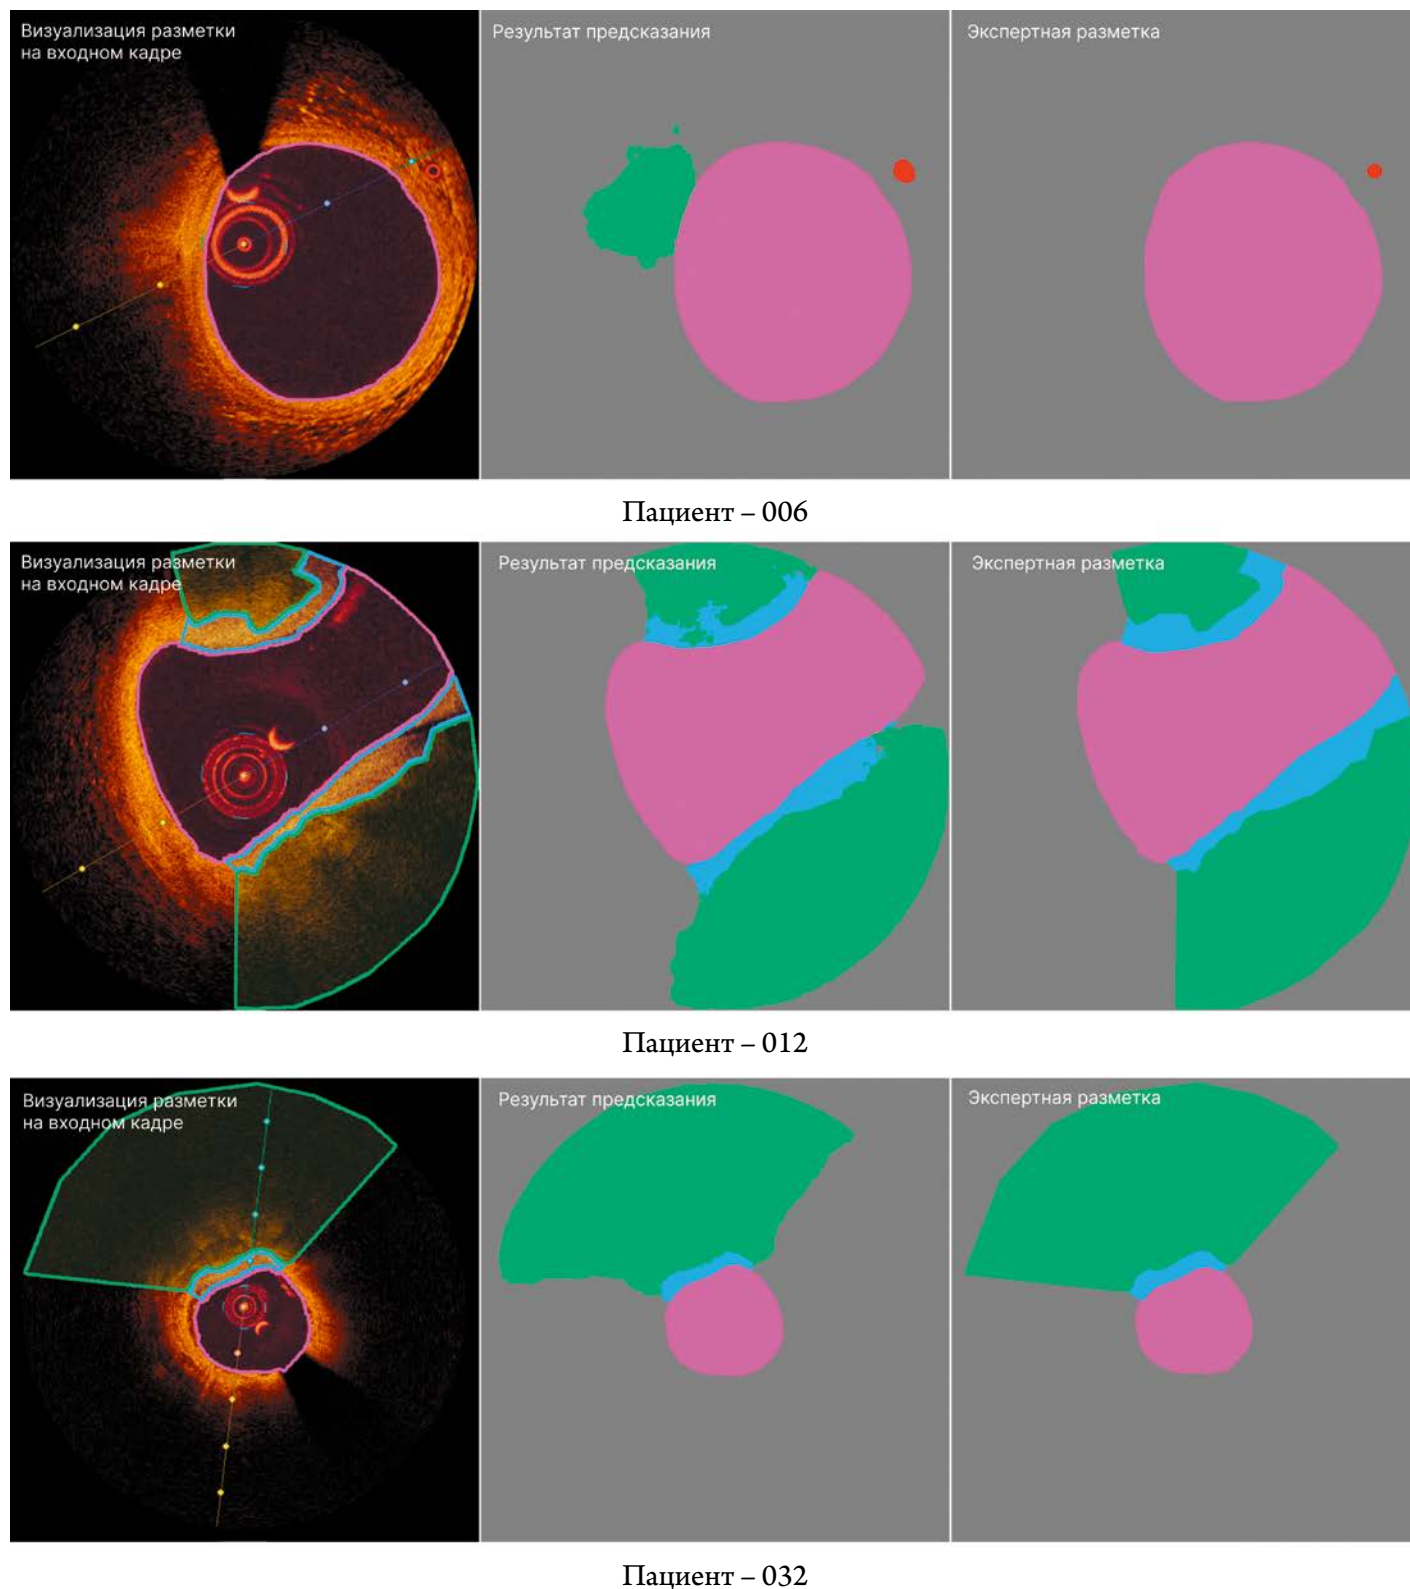 Визуализация разметки
на входном кадре
Результат предсказания
Экспертная разметка
Пациент – 006
Визуализация разметки
на входном кадре
Результат предсказания
Экспертная разметка
Пациент – 012
Визуализация разметки
на входном кадре
Результат предсказания
Экспертная разметка
Пациент – 032